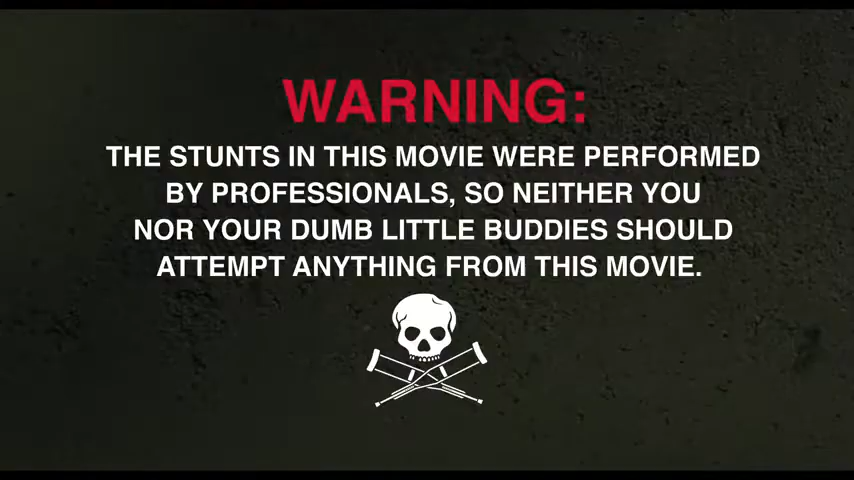 WARNING:
THE STUNTS IN THIS MOVIE WERE PERFORMED
BY PROFESSIONALS, SO NEITHER YOU
NOR YOUR DUMB LITTLE BUDDIES SHOULD
ATTEMPT ANYTHING FROM THIS MOVIE.